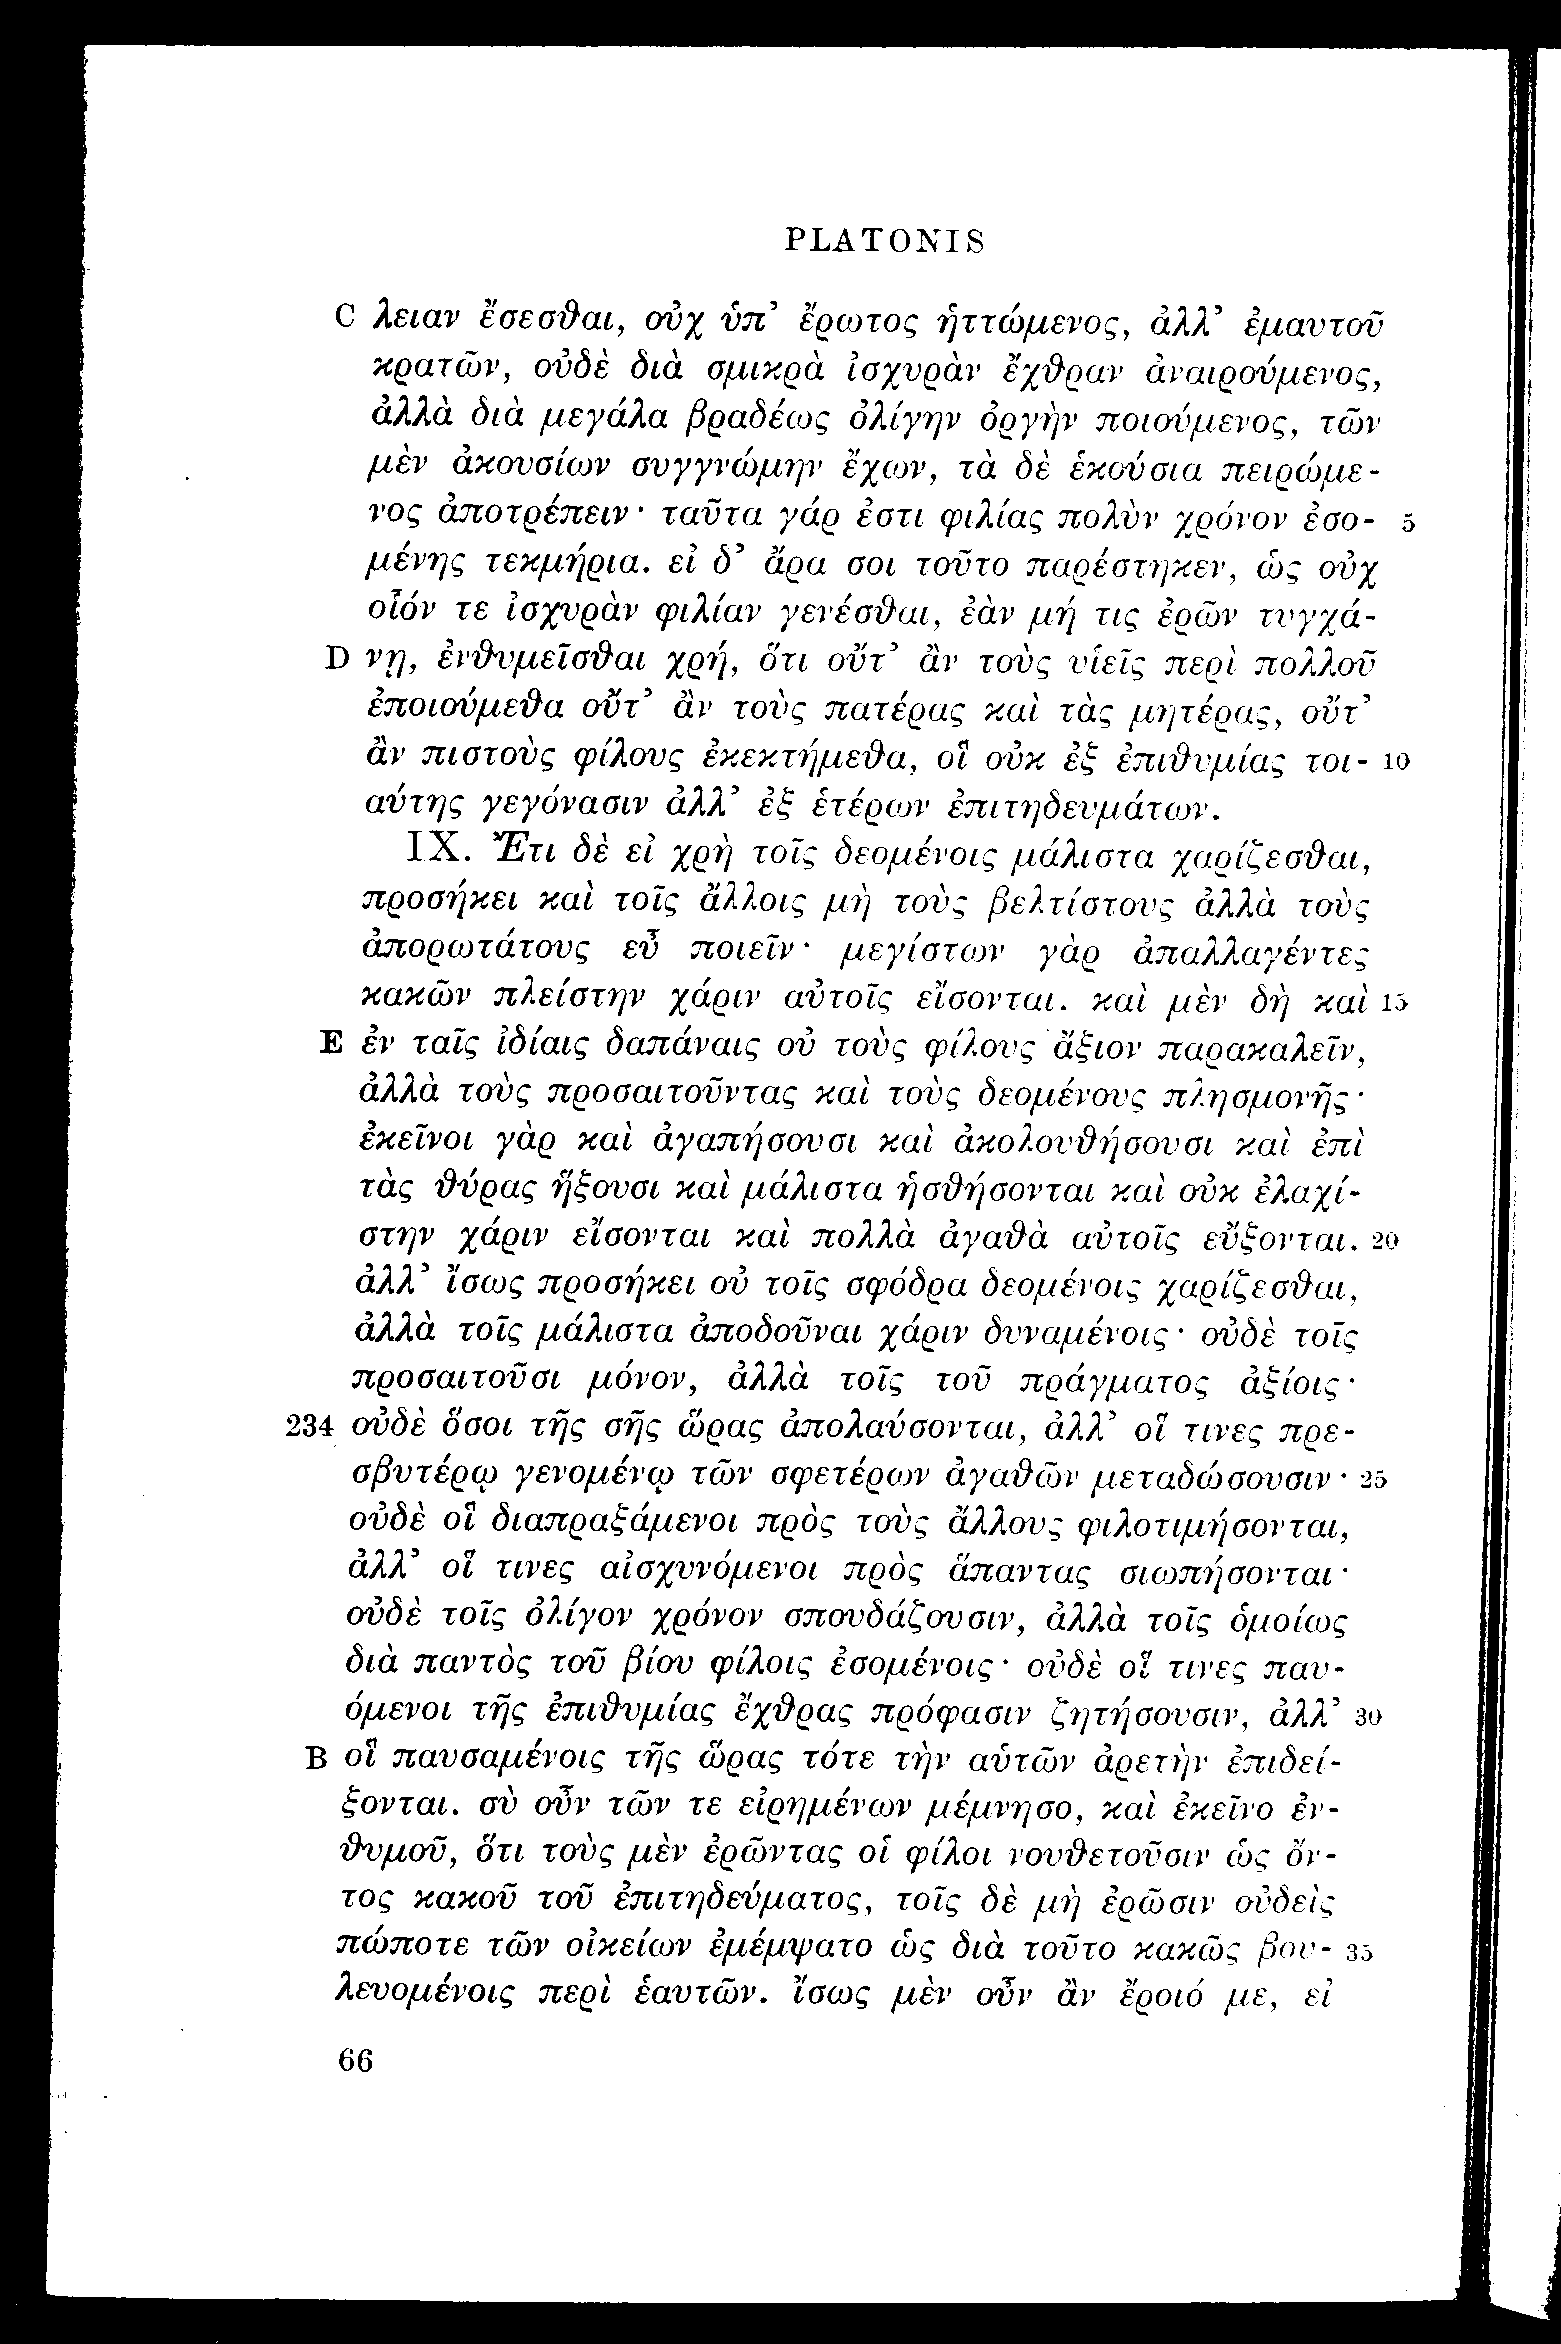 PLATONIS
C λειαν ἔσεσθαι, οὐχ ὑπ’ ἔρωτος ἡττώμενος, ἀλλ’ ἐμαυτοῦ
κρατῶν, οὐδὲ διὰ σμικρὰ ἰσχυρὰν ἔχθραν ἀναιρούμενος,
ἀλλὰ διὰ μεγάλα βραδέως ὀλίγην ὀργὴν ποιούμενος, τῶν
μὲν ἀκουσίων συγγνώμην ἔχων, τὰ δὲ ἑκούσια πειρώμε-
νος ἀποτρέπειν· ταῦτα γάρ ἐστι φιλίας πολὺν χρόνον ἐσο- 5
μένης τεκμήρια. εἰ δ’ ἄρα σοι τοῦτο παρέστηκεν, ὡς οὐχ
οἷόν τε ἰσχυρὰν φιλίαν γενέσθαι, ἐὰν μή τις ἐρῶν τυγχά-
D νῃ, ἐνθυμεῖσθαι χρή, ὅτι οὔτ’ ἂν τοὺς υἱεῖς περὶ πολλοῦ
ἐποιούμεθα οὔτ’ ἂν τοὺς πατέρας καὶ τὰς μητέρας, οὔτ’
ἂν πιστοὺς φίλους ἐκεκτήμεθα, οἳ οὐκ ἐξ ἐπιθυμίας τοι- 10
αύτης γεγόνασιν ἀλλ’ ἐξ ἑτέρων ἐπιτηδευμάτων.
IX. Ἔτι δὲ εἰ χρὴ τοῖς δεομένοις μάλιστα χαρίζεσθαι,
προσήκει καὶ τοῖς ἄλλοις μὴ τοὺς βελτίστους ἀλλὰ τοὺς
ἀπορωτάτους εὖ ποιεῖν· μεγίστων γὰρ ἀπαλλαγέντες
κακῶν πλείστην χάριν αὐτοῖς εἴσονται. καὶ μὲν δὴ καὶ 15
E ἐν ταῖς ἰδίαις δαπάναις οὐ τοὺς φίλους ἄξιον παρακαλεῖν,
ἀλλὰ τοὺς προσαιτοῦντας καὶ τοὺς δεομένους πλησμονῆς·
ἐκεῖνοι γὰρ καὶ ἀγαπήσουσι καὶ ἀκολουθήσουσι καὶ ἐπὶ
τὰς θύρας ἥξουσι καὶ μάλιστα ἡσθήσονται καὶ οὐκ ἐλαχί-
στην χάριν εἴσονται καὶ πολλὰ ἀγαθὰ αὐτοῖς εὔξονται. 20
ἀλλ’ ἴσως προσήκει οὐ τοῖς σφόδρα δεομένοις χαρίζεσθαι,
ἀλλὰ τοῖς μάλιστα ἀποδοῦναι χάριν δυναμένοις· οὐδὲ τοῖς
προσαιτοῦσι μόνον, ἀλλὰ τοῖς τοῦ πράγματος ἀξίοις·
234 οὐδὲ ὅσοι τῆς σῆς ὥρας ἀπολαύσονται, ἀλλ’ οἵ τινες πρε-
σβυτέρῳ γενομένῳ τῶν σφετέρων ἀγαθῶν μεταδώσουσιν· 25
οὐδὲ οἳ διαπραξάμενοι πρὸς τοὺς ἄλλους φιλοτιμήσονται,
ἀλλ’ οἵ τινες αἰσχυνόμενοι πρὸς ἅπαντας σιωπήσονται·
οὐδὲ τοῖς ὀλίγον χρόνον σπουδάζουσιν, ἀλλὰ τοῖς ὁμοίως
διὰ παντὸς τοῦ βίου φίλοις ἐσομένοις· οὐδὲ οἵ τινες παυ-
όμενοι τῆς ἐπιθυμίας ἔχθρας πρόφασιν ζητήσουσιν, ἀλλ’ 30
B οἳ παυσαμένοις τῆς ὥρας τότε τὴν αὑτῶν ἀρετὴν ἐπιδεί-
ξονται. σὺ οὖν τῶν τε εἰρημένων μέμνησο, καὶ ἐκεῖνο ἐν-
θυμοῦ, ὅτι τοὺς μὲν ἐρῶντας οἱ φίλοι νουθετοῦσιν ὡς ὄν-
τος κακοῦ τοῦ ἐπιτηδεύματος, τοῖς δὲ μὴ ἐρῶσιν οὐδεὶς
πώποτε τῶν οἰκείων ἐμέμψατο ὡς διὰ τοῦτο κακῶς βου- 35
λευομένοις περὶ ἑαυτῶν. ἴσως μὲν οὖν ἂν ἔροιό με, εἰ
66